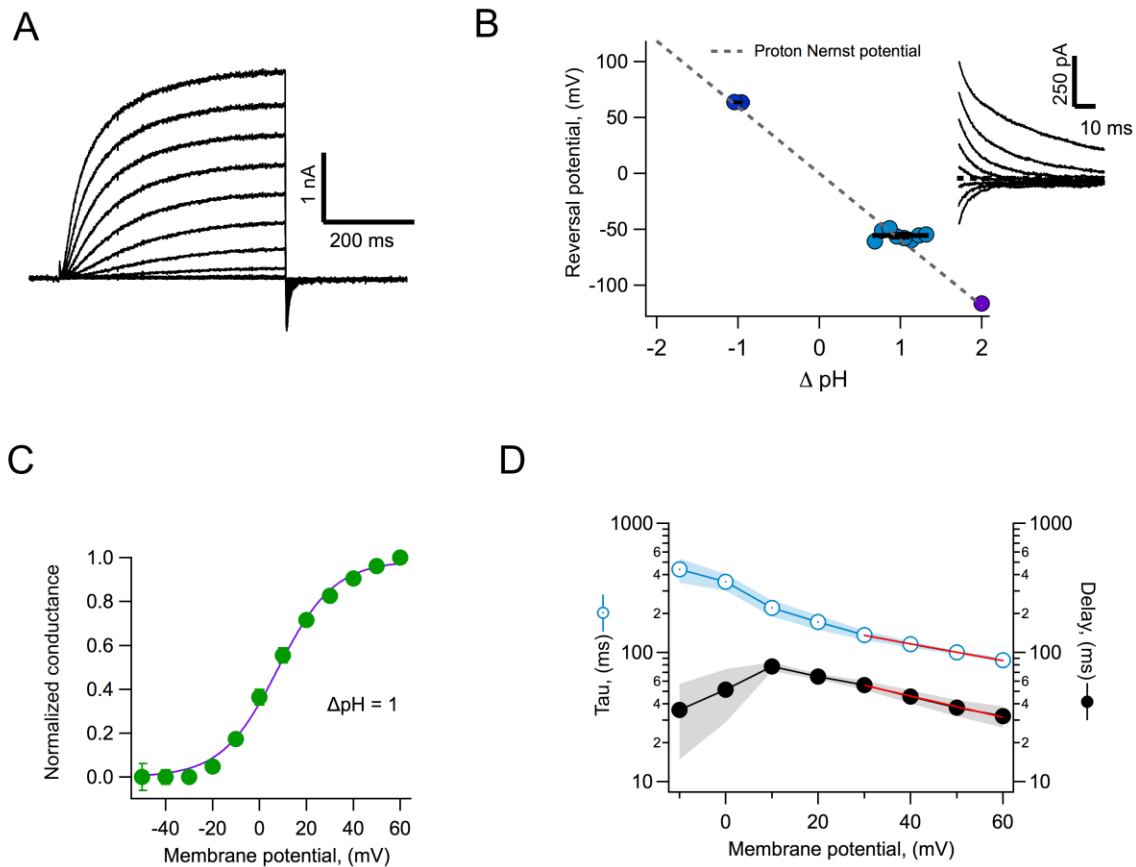 A
1 nA
200 ms
B
Proton Nernst potential
100
50
0
-50
-100
Reversal potential, (mV)
-2
-1
0
1
2
Δ pH
250 pA
10 ms
C
1.0
0.8
0.6
0.4
0.2
0.0
Normalized conductance
ΔpH = 1
-40
-20
0
20
40
60
Membrane potential, (mV)
D
1000
6
4
2
100
6
4
2
10
Tau, (ms)
1000
6
4
2
100
6
4
2
10
Delay, (ms)
0
20
40
60
Membrane potential, (mV)